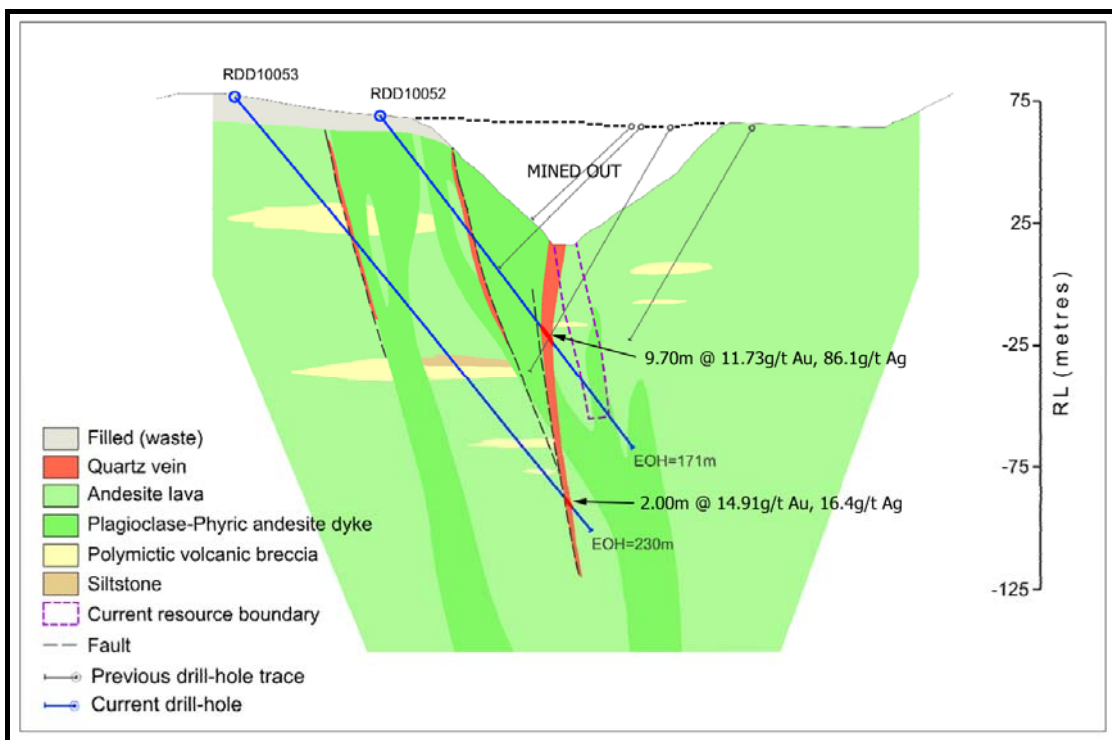 RDD10053
RDD10052
MINED OUT
75
25
-25
-75
-125
RL (metres)
9.70m @ 11.73g/t Au, 86.1g/t Ag
EOH=171m
2.00m @ 14.91g/t Au, 16.4g/t Ag
EOH=230m
Filled (waste)
Quartz vein
Andesite lava
Plagioclase-Phyric andesite dyke
Polymictic volcanic breccia
Siltstone
Current resource boundary
Fault
Previous drill-hole trace
Current drill-hole